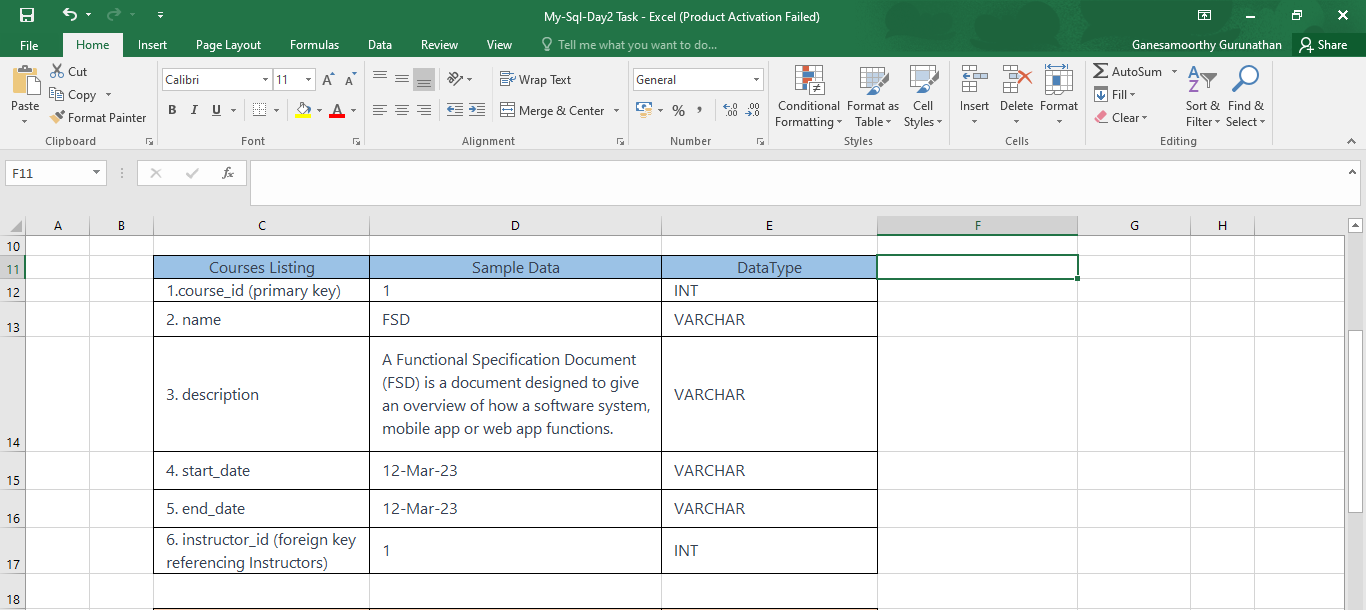 My-Sql-Day2 Task - Excel (Product Activation Failed)
File Home Insert Page Layout Formulas Data Review View Tell me what you want to do... Ganesamoorthy Gurunathan Share
Paste
Cut
Copy
Format Painter
Clipboard
Calibri 11 A A
B I U A
Font
Wrap Text
Merge & Center
Alignment
General
% , .00 .0
Number
Conditional Formatting
Format as Table
Cell Styles
Styles
Insert Delete Format
Cells
AutoSum
Fill
Clear
Sort & Filter
Find & Select
Editing
F11 fx
A B C D E F G H
10
11 Courses Listing Sample Data DataType
12 1.course_id (primary key) 1 INT
13 2. name FSD VARCHAR
14 3. description A Functional Specification Document
(FSD) is a document designed to give
an overview of how a software system,
mobile app or web app functions. VARCHAR
15 4. start_date 12-Mar-23 VARCHAR
16 5. end_date 12-Mar-23 VARCHAR
17 6. instructor_id (foreign key
referencing Instructors) 1 INT
18